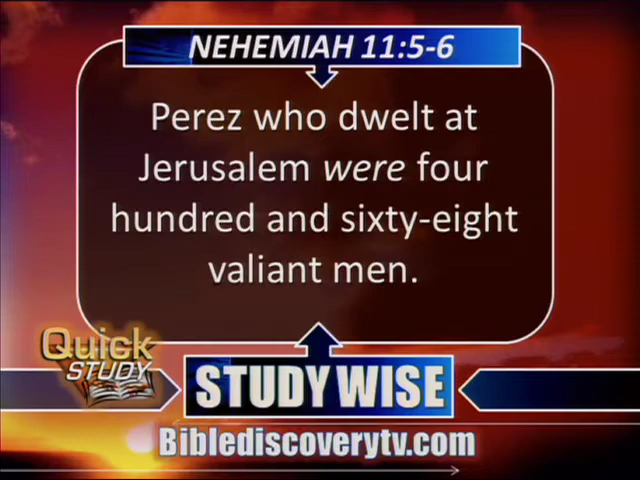 NEHEMIAH 11:5-6
Perez who dwelt at
Jerusalem were four
hundred and sixty-eight
valiant men.
Quick
STUDY
STUDY WISE
Biblediscoverytv.com